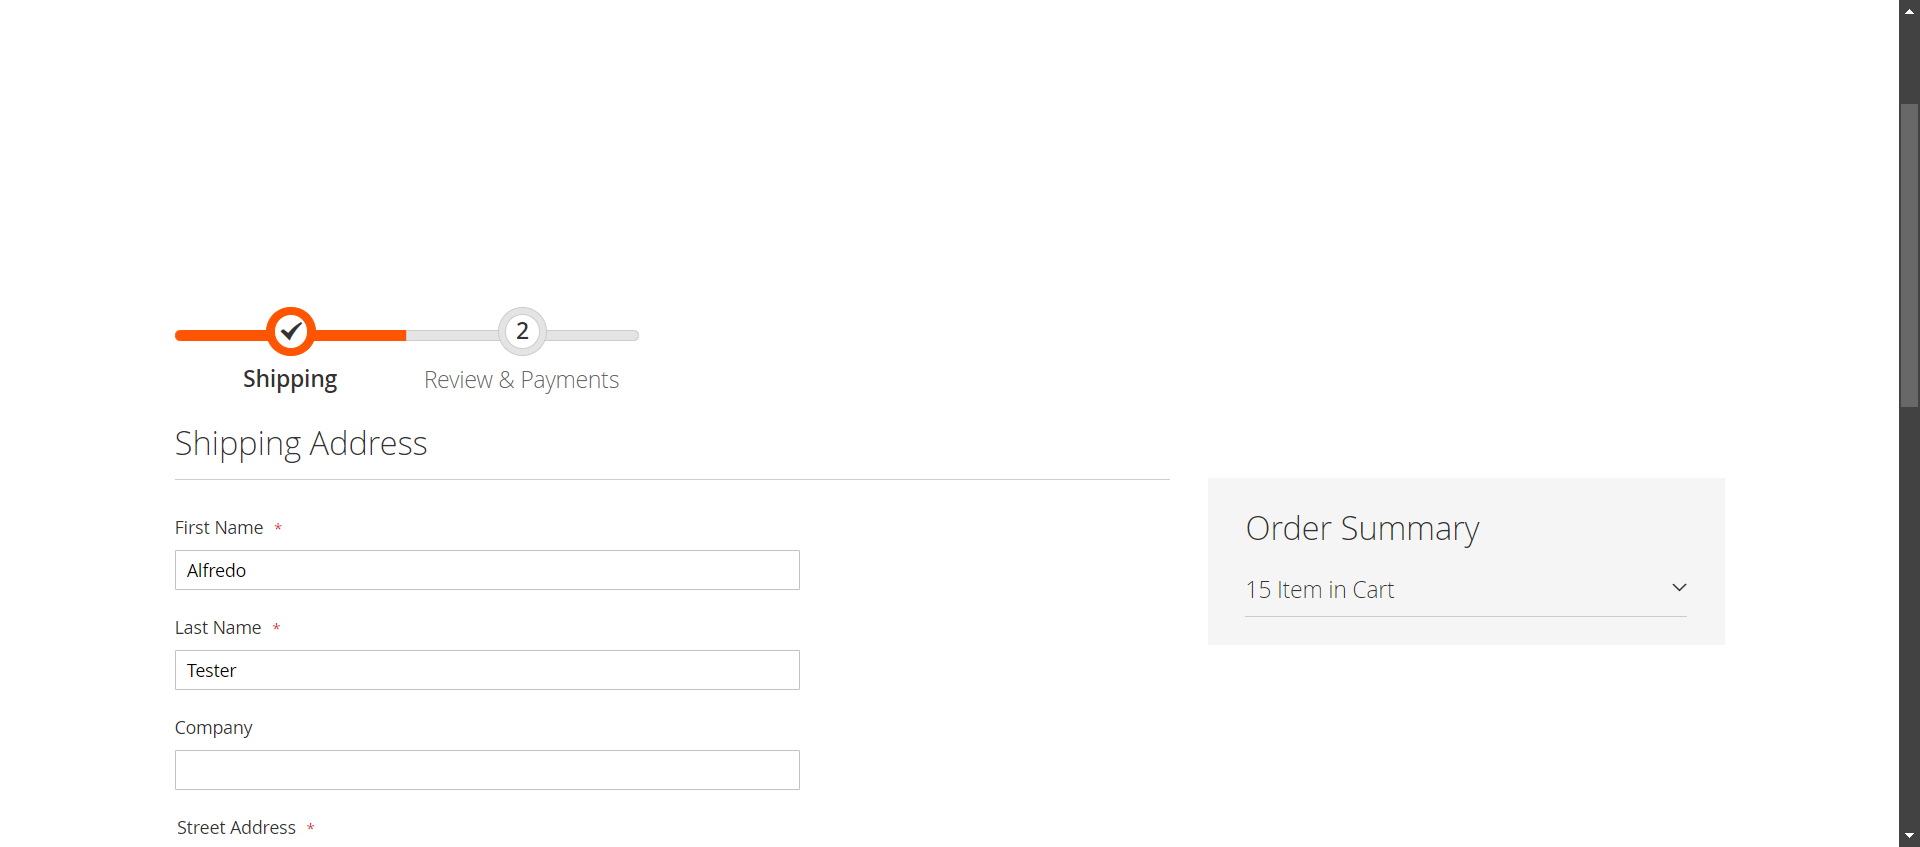 2
Shipping
Review & Payments
Shipping Address
First Name *
Alfredo
Last Name *
Tester
Company
Street Address *
Order Summary
15 Item in Cart